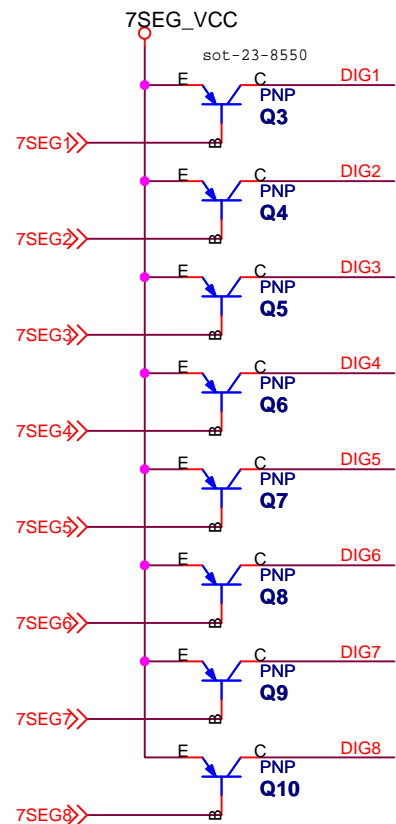 7SEG_VCC
sot-23-8550
E C DIG1
PNP
Q3
7SEG1 B
E C DIG2
PNP
Q4
7SEG2 B
E C DIG3
PNP
Q5
7SEG3 B
E C DIG4
PNP
Q6
7SEG4 B
E C DIG5
PNP
Q7
7SEG5 B
E C DIG6
PNP
Q8
7SEG6 B
E C DIG7
PNP
Q9
7SEG7 B
E C DIG8
PNP
Q10
7SEG8 B